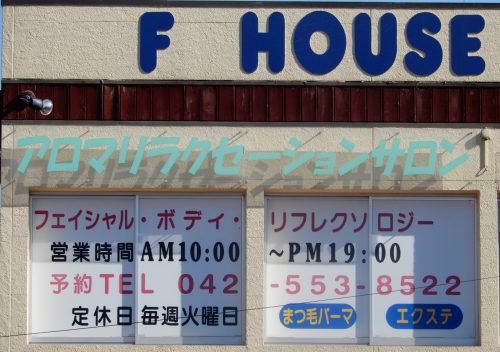 F HOUSE
アロマリラクゼーションサロン
フェイシャル・ボディ・リフレクソロジー
営業時間 AM10:00~PM19:00
予約TEL 042-553-8522
定休日毎週火曜日 まつ毛パーマ エクステ